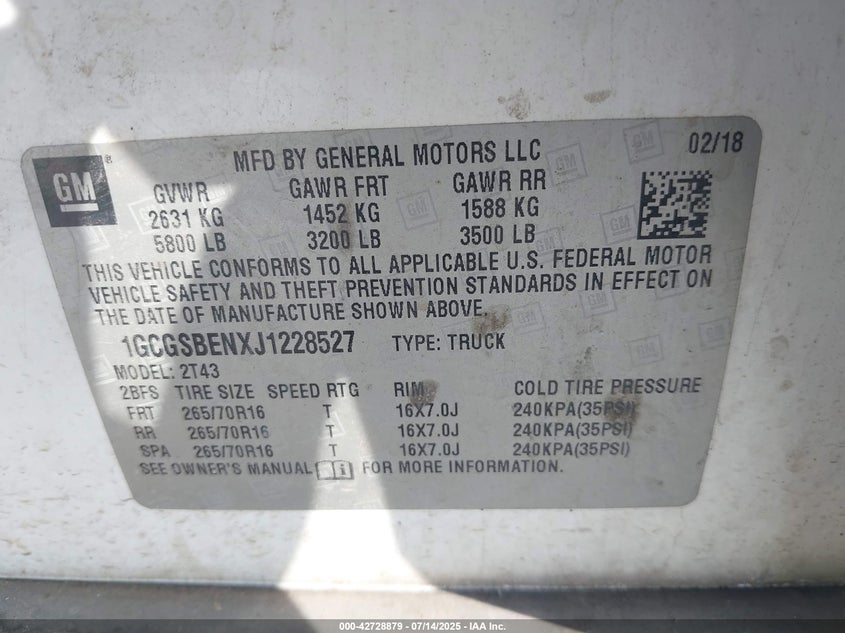 GM
®
MFD BY GENERAL MOTORS LLC
02/18
GVWR GAWR FRT GAWR RR
2631 KG 1452 KG 1588 KG
5800 LB 3200 LB 3500 LB
THIS VEHICLE CONFORMS TO ALL APPLICABLE U.S. FEDERAL MOTOR
VEHICLE SAFETY AND THEFT PREVENTION STANDARDS IN EFFECT ON
THE DATE OF MANUFACTURE SHOWN ABOVE.
1GCGSBENXJ1228527 TYPE: TRUCK
MODEL: 2T43
2BFS TIRE SIZE SPEED RTG RIM COLD TIRE PRESSURE
FRT 265/70R16 T 16X7.0J 240KPA(35PSI)
RR 265/70R16 T 16X7.0J 240KPA(35PSI)
SPA 265/70R16 T 16X7.0J 240KPA(35PSI)
SEE OWNER'S MANUAL i FOR MORE INFORMATION.
000-42728879 - 07/14/2025 - IAA Inc.